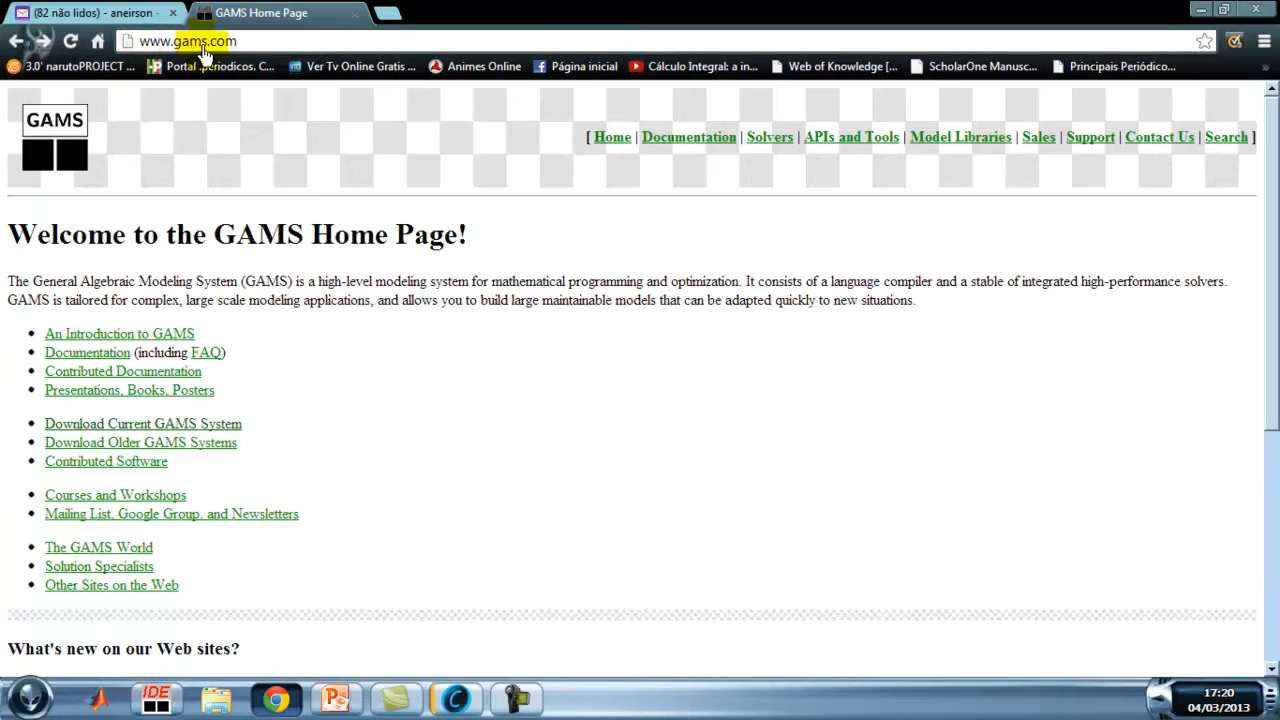 (82 não lidos) - aneirson
GAMS Home Page
www.gams.com
3.0' narutoPROJECT ...
Ver Tv Online Gratis ...
Animes Online
Página inicial
Cálculo Integral: a in...
Web of Knowledge [...
ScholarOne Manusc...
Principais Periódico...
GAMS
[ Home | Documentation | Solvers | APIs and Tools | Model Libraries | Sales | Support | Contact Us | Search ]
Welcome to the GAMS Home Page!
The General Algebraic Modeling System (GAMS) is a high-level modeling system for mathematical programming and optimization. It consists of a language compiler and a stable of integrated high-performance solvers.
GAMS is tailored for complex, large scale modeling applications, and allows you to build large maintainable models that can be adapted quickly to new situations.
An Introduction to GAMS
Documentation (including FAQ)
Contributed Documentation
Presentations, Books, Posters
Download Current GAMS System
Download Older GAMS Systems
Contributed Software
Courses and Workshops
Mailing List, Google Group, and Newsletters
The GAMS World
Solution Specialists
Other Sites on the Web
What's new on our Web sites?
IDE
17:20
04/03/2013